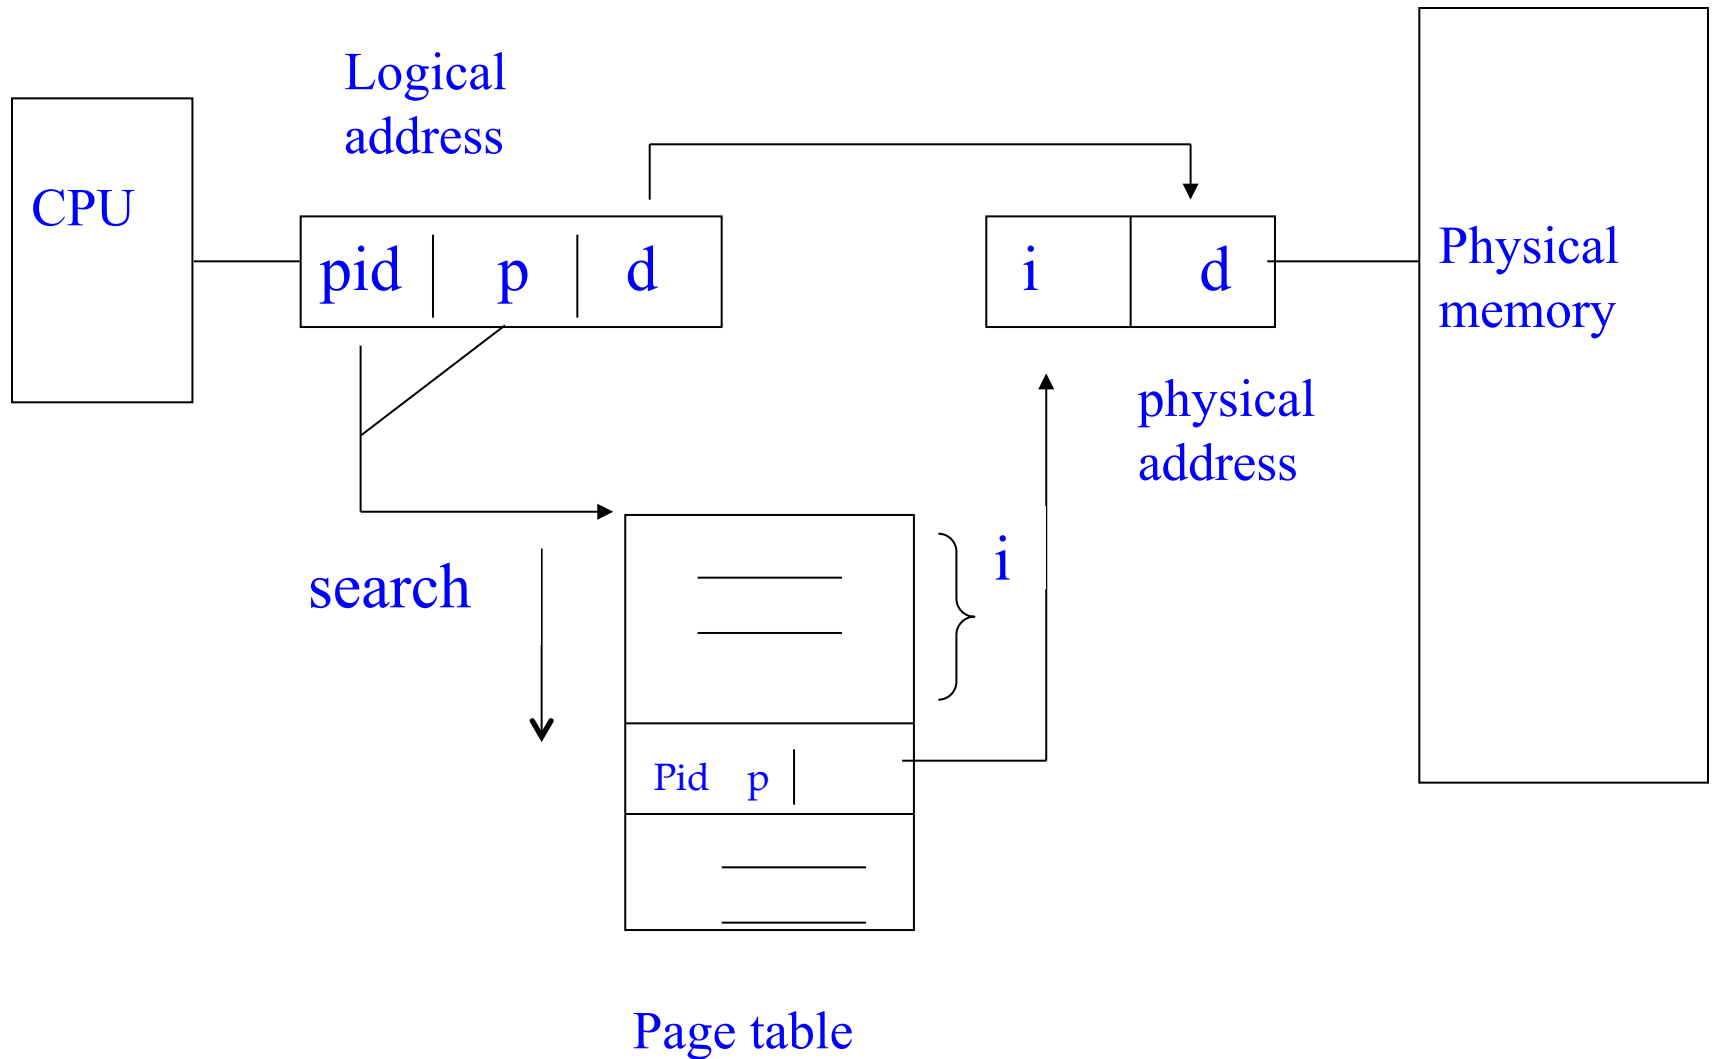 Logical
address
CPU
pid p d
i d
Physical
memory
physical
address
search
i
Pid p
Page table